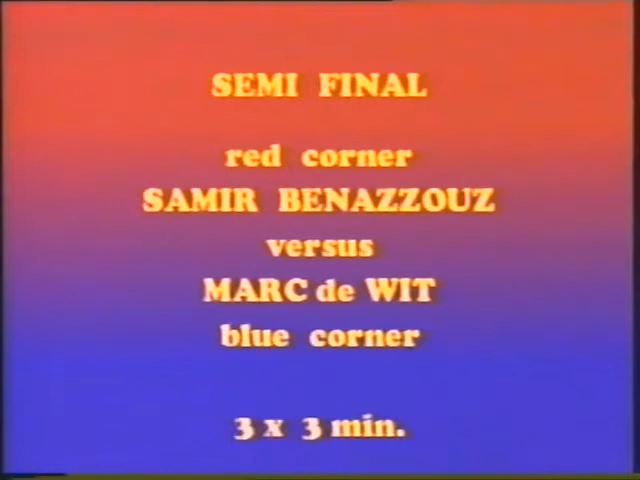 SEMI FINAL
red corner
SAMIR BENAZZOUZ
versus
MARC de WIT
blue corner
3 x 3 min.